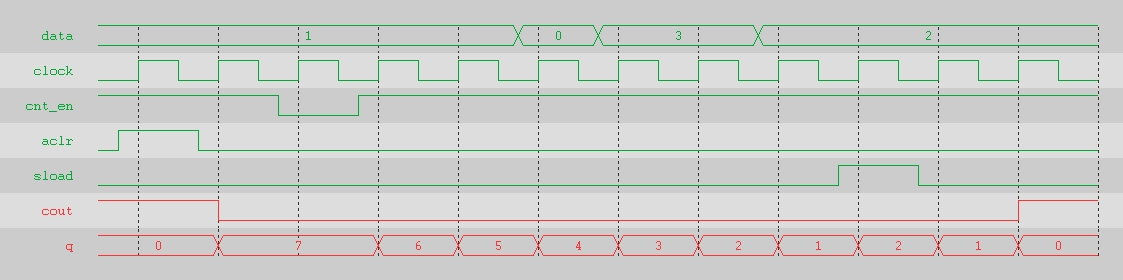 data 1 0 3 2
clock
cnt_en
aclr
sload
cout
q 0 7 6 5 4 3 2 1 2 1 0